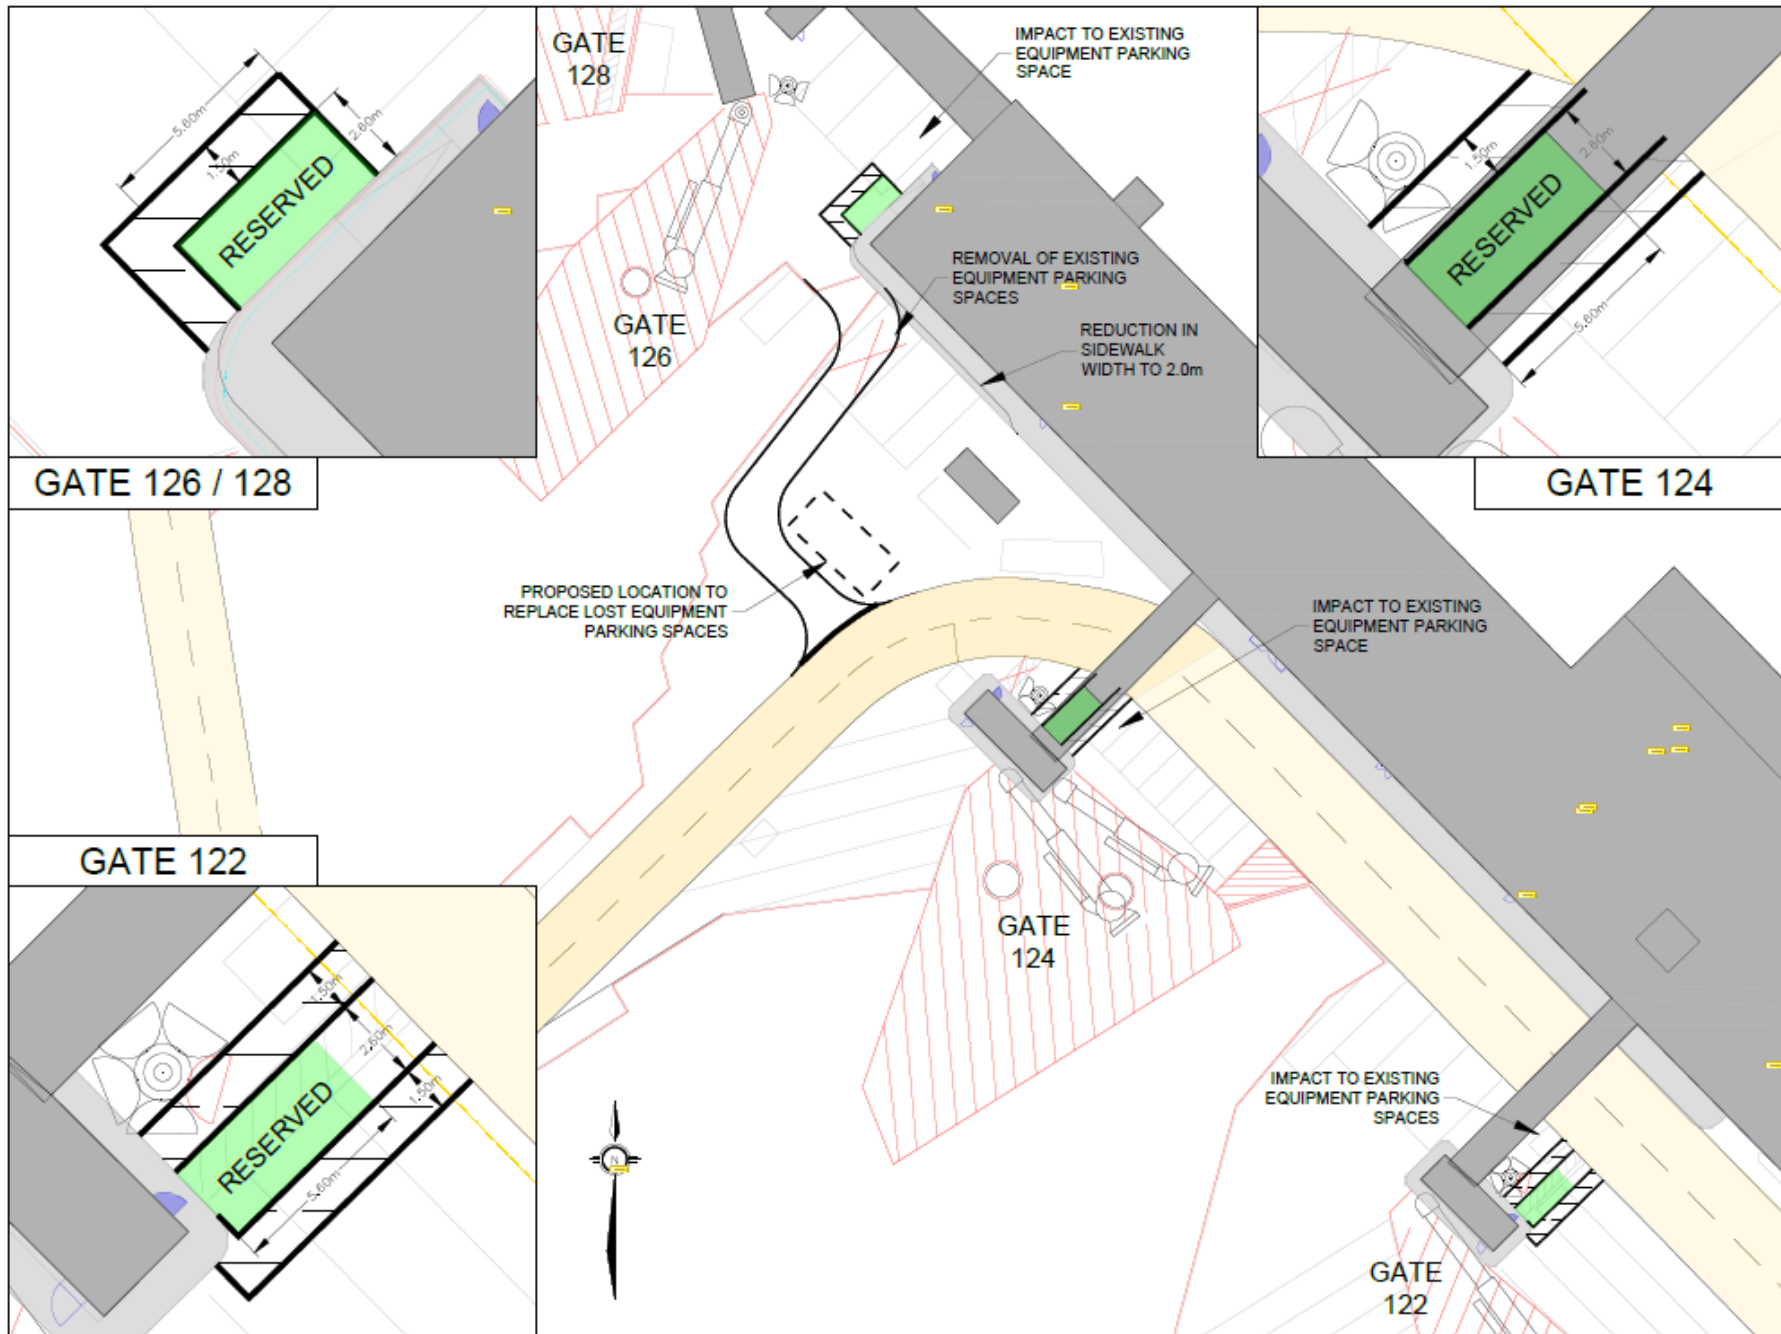 5.60m
2.60m
1.50m
RESERVED
GATE 126 / 128
GATE
128
IMPACT TO EXISTING
EQUIPMENT PARKING
SPACE
REMOVAL OF EXISTING
EQUIPMENT PARKING
SPACES
GATE
126
REDUCTION IN
SIDEWALK
WIDTH TO 2.0m
1.50m
2.60m
RESERVED
5.60m
GATE 124
PROPOSED LOCATION TO
REPLACE LOST EQUIPMENT
PARKING SPACES
IMPACT TO EXISTING
EQUIPMENT PARKING
SPACE
GATE 122
1.50m
2.60m
1.50m
RESERVED
5.60m
GATE
124
N
IMPACT TO EXISTING
EQUIPMENT PARKING
SPACES
GATE
122